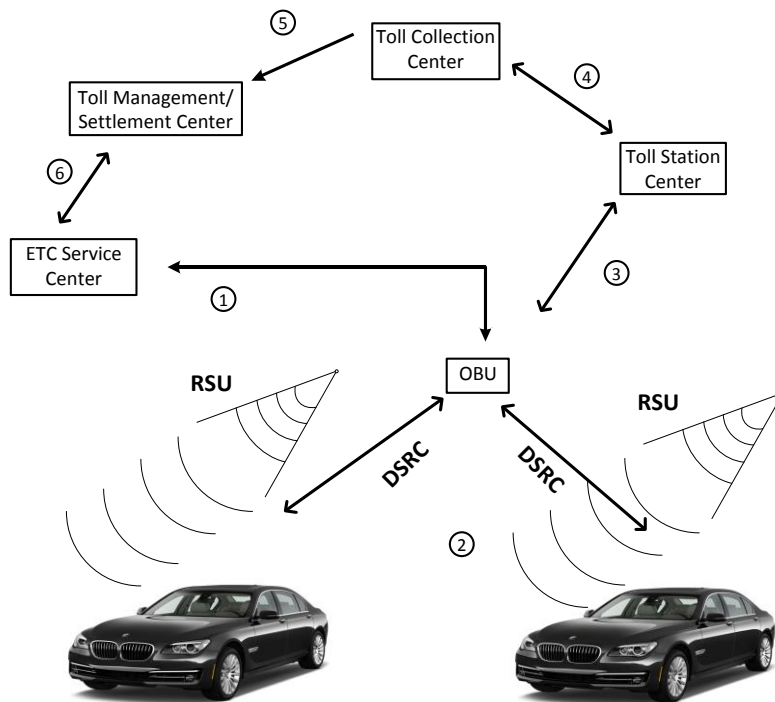 ⑤
Toll Collection
Center
Toll Management/
Settlement Center
④
Toll Station
Center
⑥
ETC Service
Center
③
①
RSU
OBU
RSU
DSRC
DSRC
②